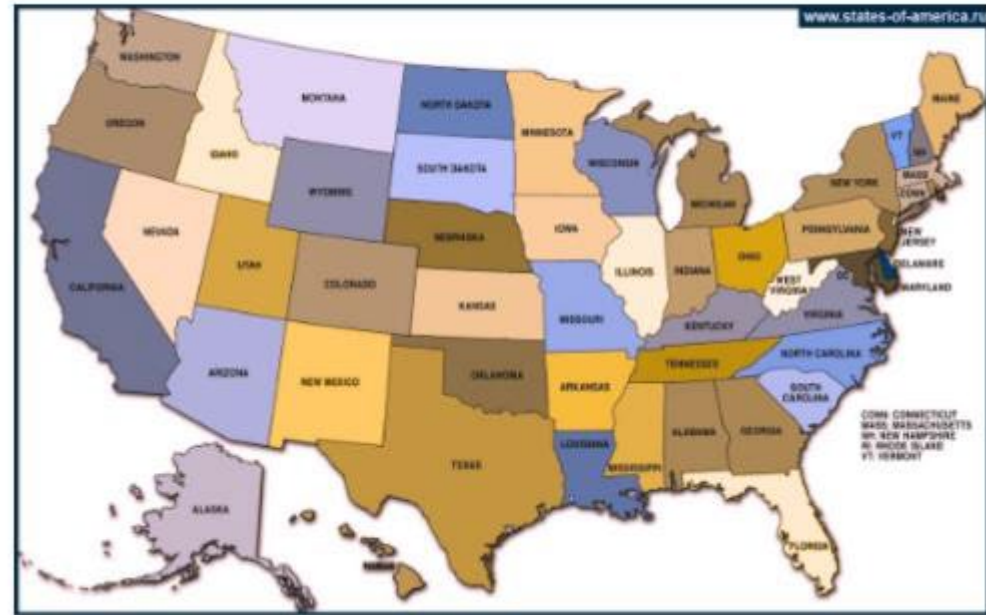 www.states-of-america.ru
WASHINGTON
MONTANA
NORTH DAKOTA
MINNESOTA
MAINE
OREGON
IDAHO
WISCONSIN
VT
NH
SOUTH DAKOTA
WYOMING
MICHIGAN
NEW YORK
MASS
CONN
NEBRASKA
IOWA
PENNSYLVANIA
NEW
JERSEY
NEVADA
UTAH
COLORADO
ILLINOIS
INDIANA
OHIO
DELAWARE
MARYLAND
DC
WEST
VIRGINIA
CALIFORNIA
KANSAS
MISSOURI
KENTUCKY
VIRGINIA
ARIZONA
NEW MEXICO
OKLAHOMA
ARKANSAS
TENNESSEE
NORTH CAROLINA
SOUTH
CAROLINA
TEXAS
LOUISIANA
MISSISSIPPI
ALABAMA
GEORGIA
CONN: CONNECTICUT
MASS: MASSACHUSETTS
NH: NEW HAMPSHIRE
RI: RHODE ISLAND
VT: VERMONT
ALASKA
FLORIDA